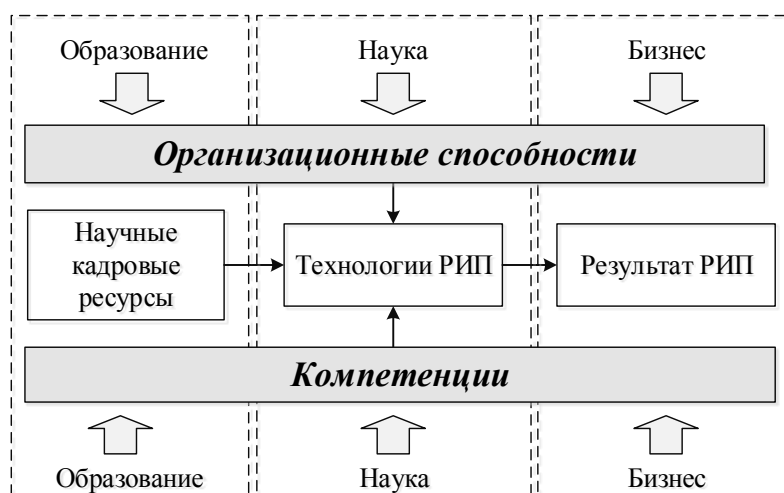 Образование
Наука
Бизнес
Организационные способности
Научные
кадровые
ресурсы
Технологии РИП
Результат РИП
Компетенции
Образование
Наука
Бизнес